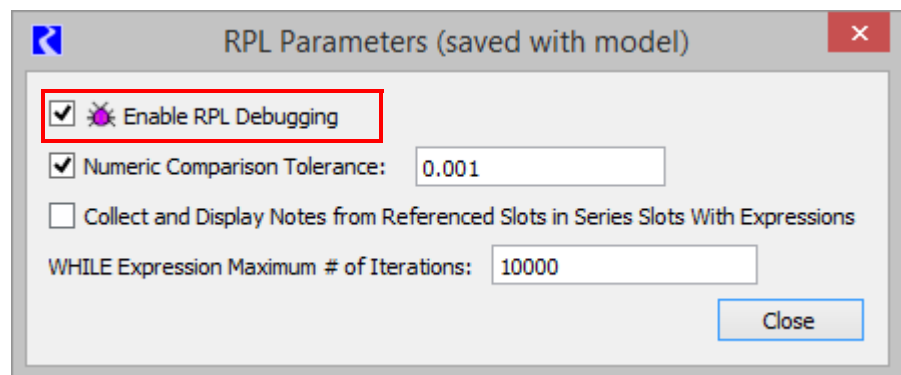 RPL Parameters (saved with model)
Enable RPL Debugging
Numeric Comparison Tolerance: 0.001
Collect and Display Notes from Referenced Slots in Series Slots With Expressions
WHILE Expression Maximum # of Iterations: 10000
Close